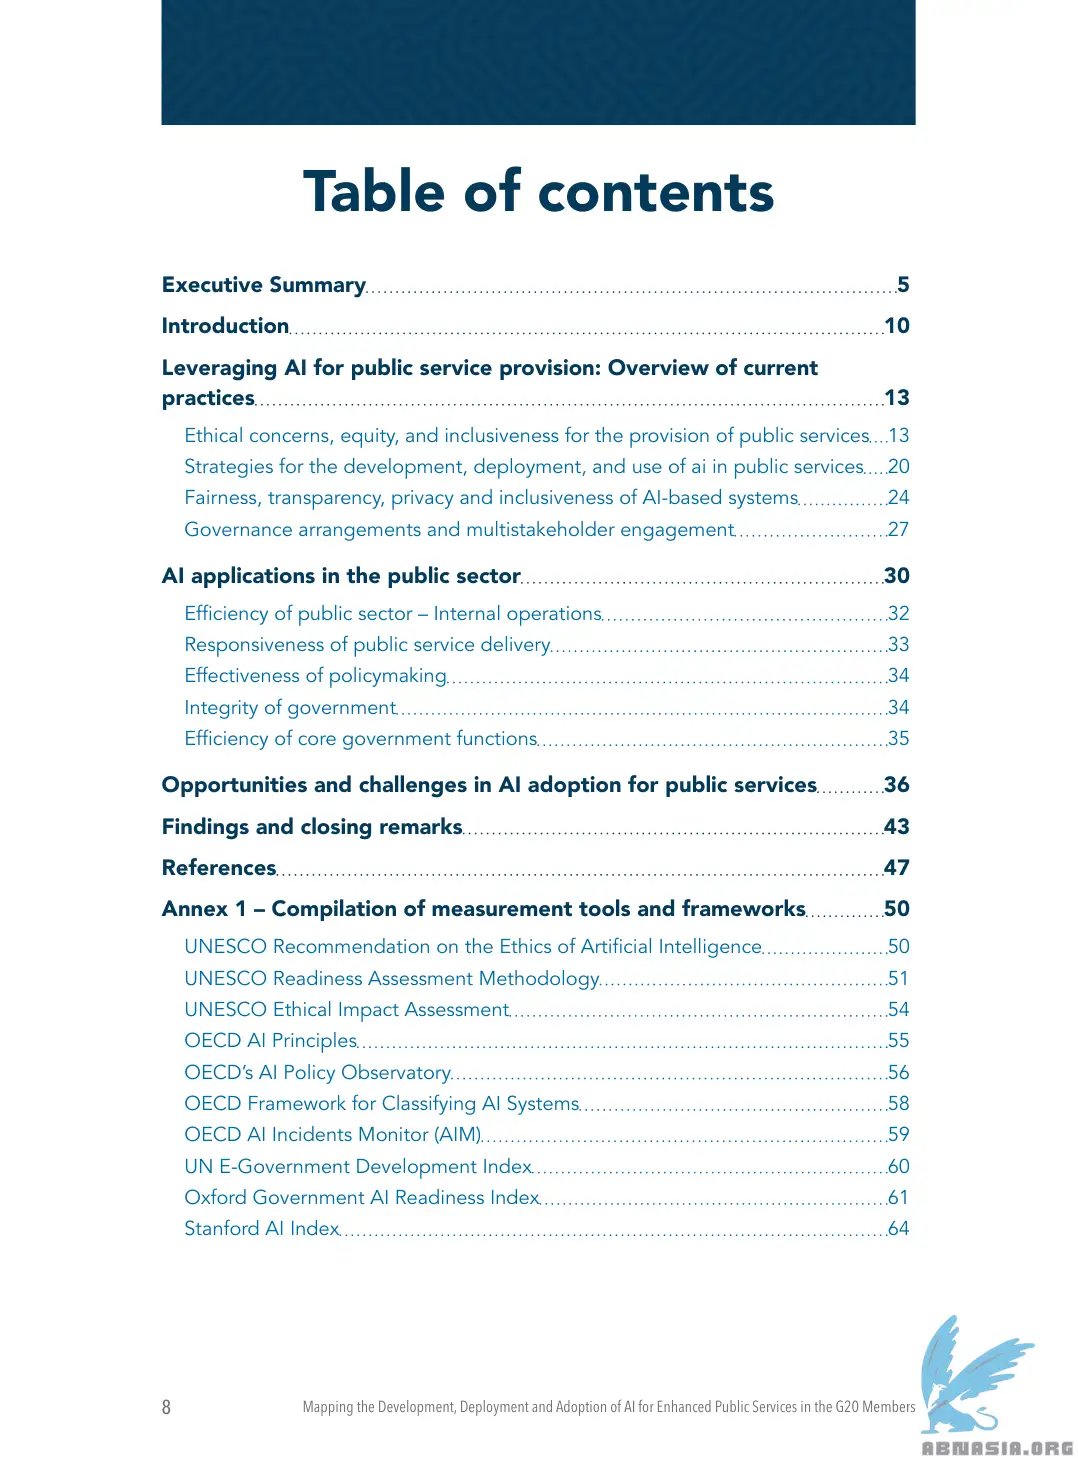 Table of contents
Executive Summary 5
Introduction 10
Leveraging AI for public service provision: Overview of current
practices 13
Ethical concerns, equity, and inclusiveness for the provision of public services 13
Strategies for the development, deployment, and use of ai in public services 20
Fairness, transparency, privacy and inclusiveness of AI-based systems 24
Governance arrangements and multistakeholder engagement 27
AI applications in the public sector 30
Efficiency of public sector – Internal operations 32
Responsiveness of public service delivery 33
Effectiveness of policymaking 34
Integrity of government 34
Efficiency of core government functions 35
Opportunities and challenges in AI adoption for public services 36
Findings and closing remarks 43
References 47
Annex 1 – Compilation of measurement tools and frameworks 50
UNESCO Recommendation on the Ethics of Artificial Intelligence 50
UNESCO Readiness Assessment Methodology 51
UNESCO Ethical Impact Assessment 54
OECD AI Principles 55
OECD’s AI Policy Observatory 56
OECD Framework for Classifying AI Systems 58
OECD AI Incidents Monitor (AIM) 59
UN E-Government Development Index 60
Oxford Government AI Readiness Index 61
Stanford AI Index 64
8
Mapping the Development, Deployment and Adoption of AI for Enhanced Public Services in the G20 Members
ABNASIA.ORG